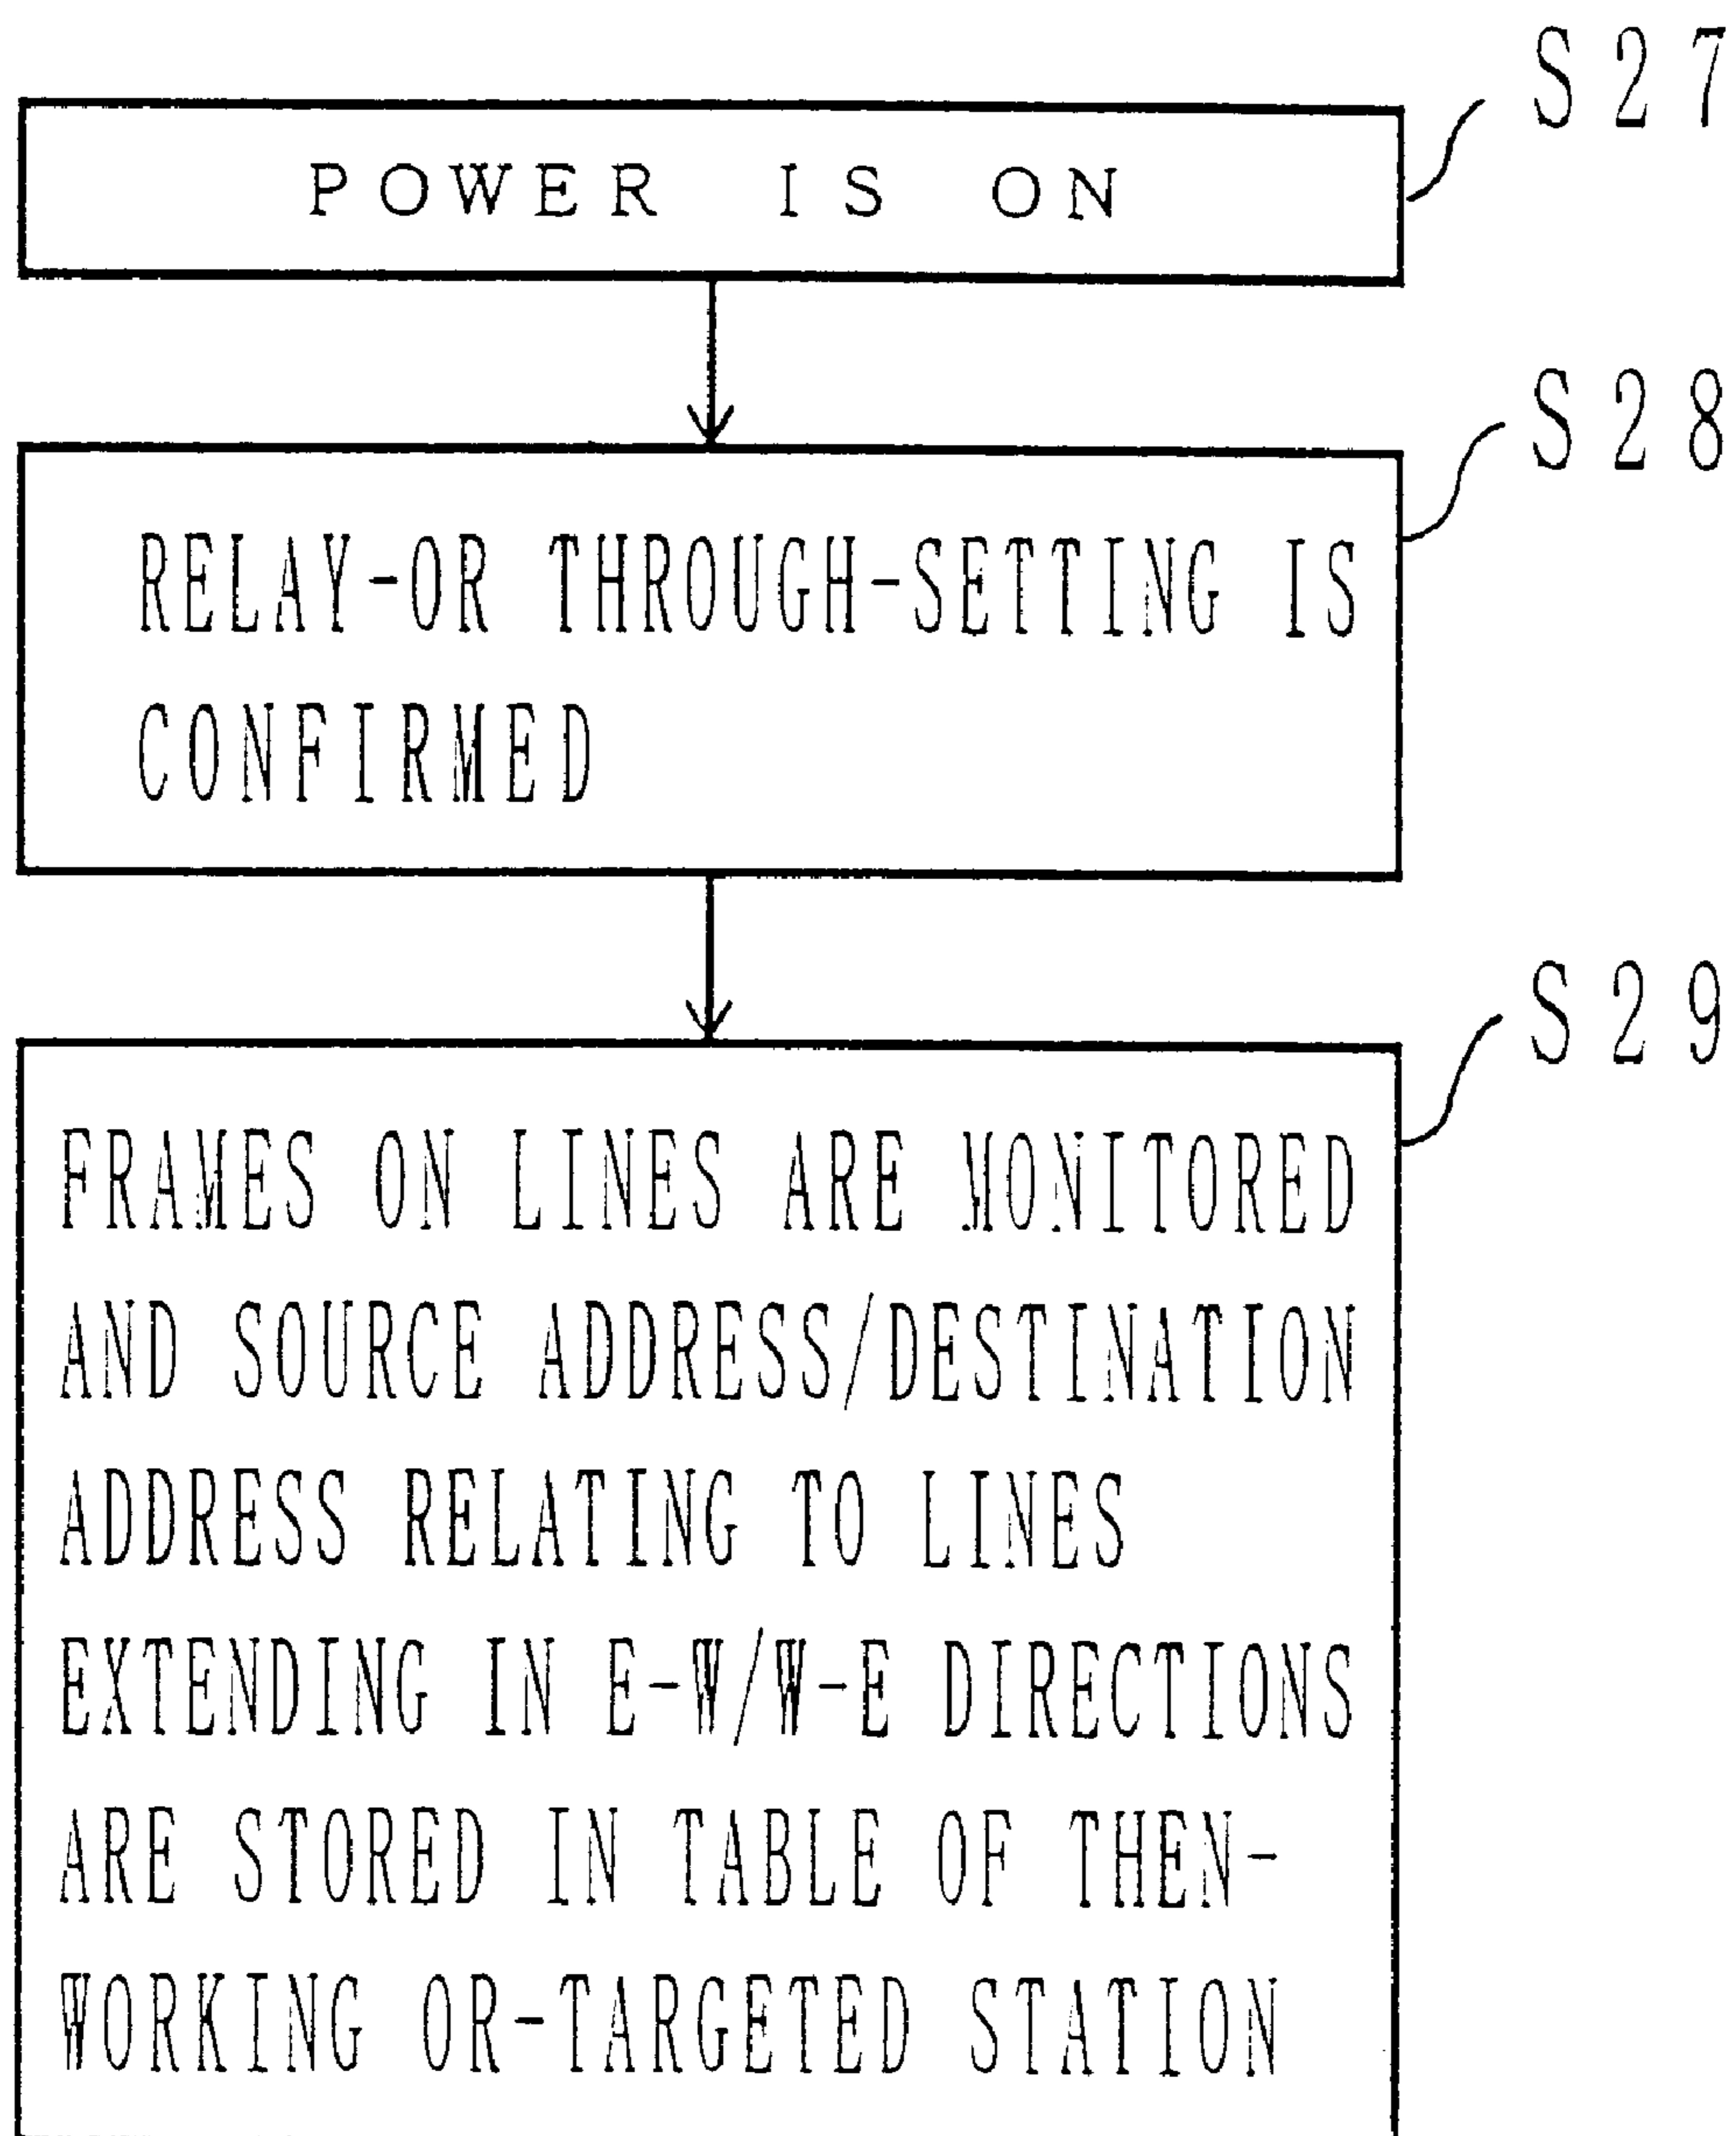 S27
POWER IS ON
S28
RELAY-OR THROUGH-SETTING IS
CONFIRMED
S29
FRAMES ON LINES ARE MONITORED
AND SOURCE ADDRESS/DESTINATION
ADDRESS RELATING TO LINES
EXTENDING IN E-W/W-E DIRECTIONS
ARE STORED IN TABLE OF THEN-
WORKING OR-TARGETED STATION